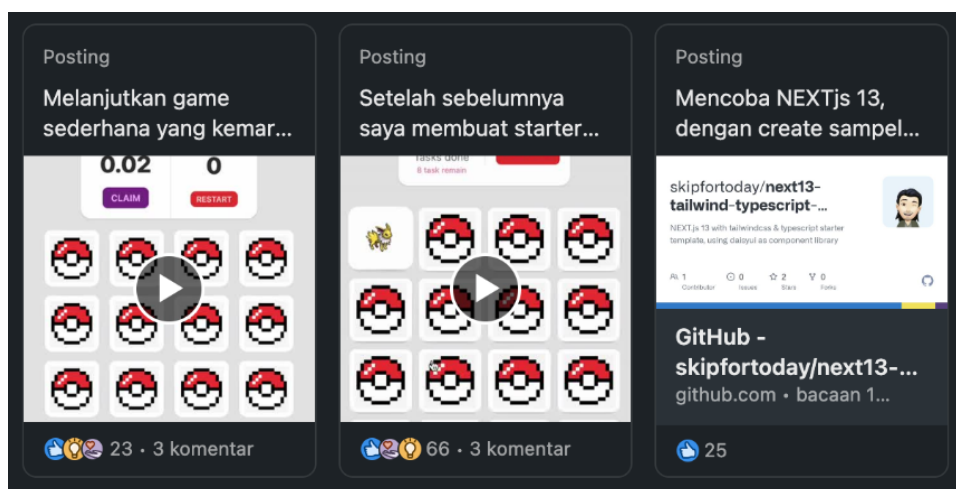 Posting
Melanjutkan game
sederhana yang kemar...
0.02
0
CLAIM
RESTART
23 · 3 komentar
Posting
Setelah sebelumnya
saya membuat starter...
Tasks done
8 task remain
66 · 3 komentar
Posting
Mencoba NEXTjs 13,
dengan create sampel...
skipfortoday/next13-
tailwind-typescript-...
NEXT.js 13 with tailwindcss & typescript starter
template, using daisyui as component library
1
0
2
0
Contributor
Issues
Stars
Forks
GitHub -
skipfortoday/next13-...
github.com • bacaan 1...
25